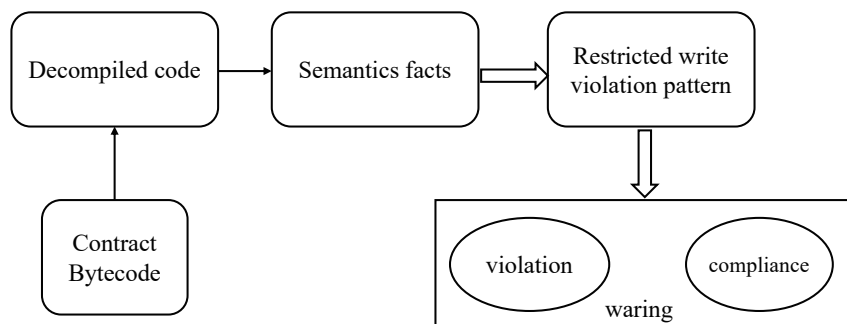 Decompiled code
Semantics facts
Restricted write
violation pattern
Contract
Bytecode
violation
compliance
waring